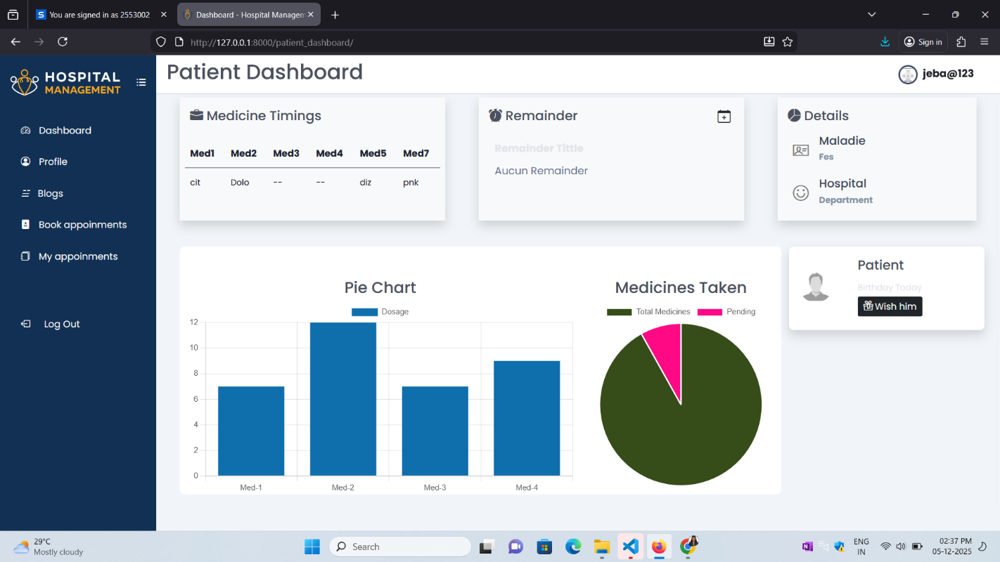 You are signed in as 2553002
Dashboard - Hospital Managem
http://127.0.0.1:8000/patient_dashboard/
Sign in
HOSPITAL
MANAGEMENT
Patient Dashboard
jeba@123
Dashboard
Profile
Blogs
Book appoinments
My appoinments
Log Out
Medicine Timings
Med1 Med2 Med3 Med4 Med5 Med7
cit Dolo -- -- diz pnk
Remainder
Remainder Tittle
Aucun Remainder
Details
Maladie
Fes
Hospital
Department
Pie Chart
Dosage
12
10
8
6
4
2
0
Med-1 Med-2 Med-3 Med-4
Medicines Taken
Total Medicines Pending
Patient
Birthday Today
Wish him
29°C
Mostly cloudy
Search
ENG
IN
02:37 PM
05-12-2025